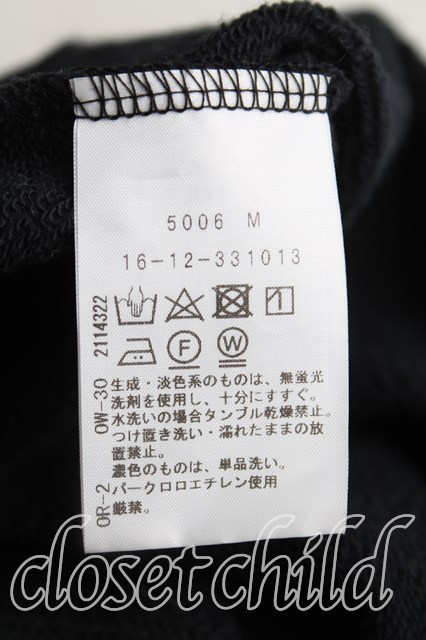 5006 M
16-12-331013
F
W
OW-30 2114322
生成・淡色系のものは、無蛍光
洗剤を使用し、十分にすすぐ。
水洗いの場合タンブル乾燥禁止。
つけ置き洗い・濡れたままの放
置禁止。
濃色のものは、単品洗い。
OR-2
パークロロエチレン使用
厳禁。
closetchild